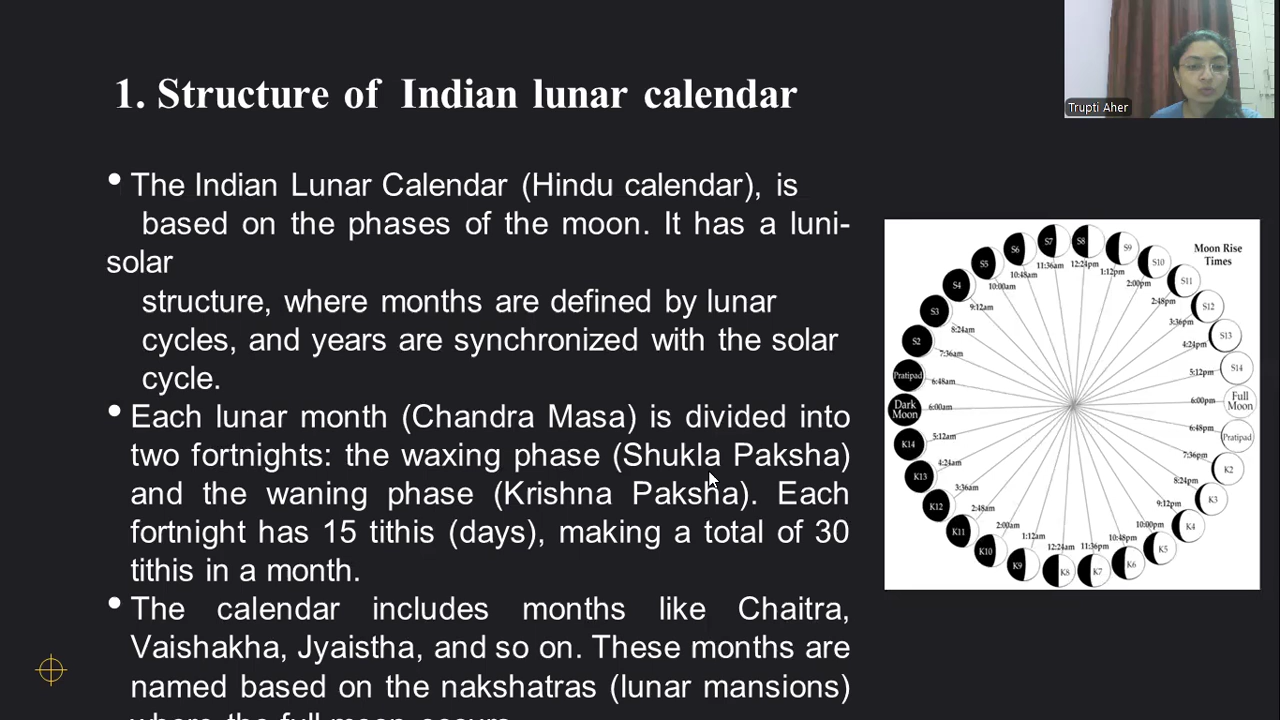 1. Structure of Indian lunar calendar
Trupti Aher
• The Indian Lunar Calendar (Hindu calendar), is
based on the phases of the moon. It has a luni-
solar
structure, where months are defined by lunar
cycles, and years are synchronized with the solar
cycle.
• Each lunar month (Chandra Masa) is divided into
two fortnights: the waxing phase (Shukla Paksha)
and the waning phase (Krishna Paksha). Each
fortnight has 15 tithis (days), making a total of 30
tithis in a month.
• The calendar includes months like Chaitra,
Vaishakha, Jyaistha, and so on. These months are
named based on the nakshatras (lunar mansions)
where the full moon occurs.
Moon Rise
Times
Dark
Moon
6:00am
Pratipad
6:48am
S2
7:36am
S3
8:24am
S4
9:12am
S5
10:00am
S6
10:48am
S7
11:36am
S8
12:24pm
S9
1:12pm
S10
2:00pm
S11
2:48pm
S12
3:36pm
S13
4:24pm
S14
5:12pm
Full
Moon
6:00pm
Pratipad
6:48pm
K2
7:36pm
K3
8:24pm
K4
9:12pm
K5
10:00pm
K6
10:48pm
K7
11:36pm
K8
12:24am
K9
1:12am
K10
2:00am
K11
2:48am
K12
3:36am
K13
4:24am
K14
5:12am